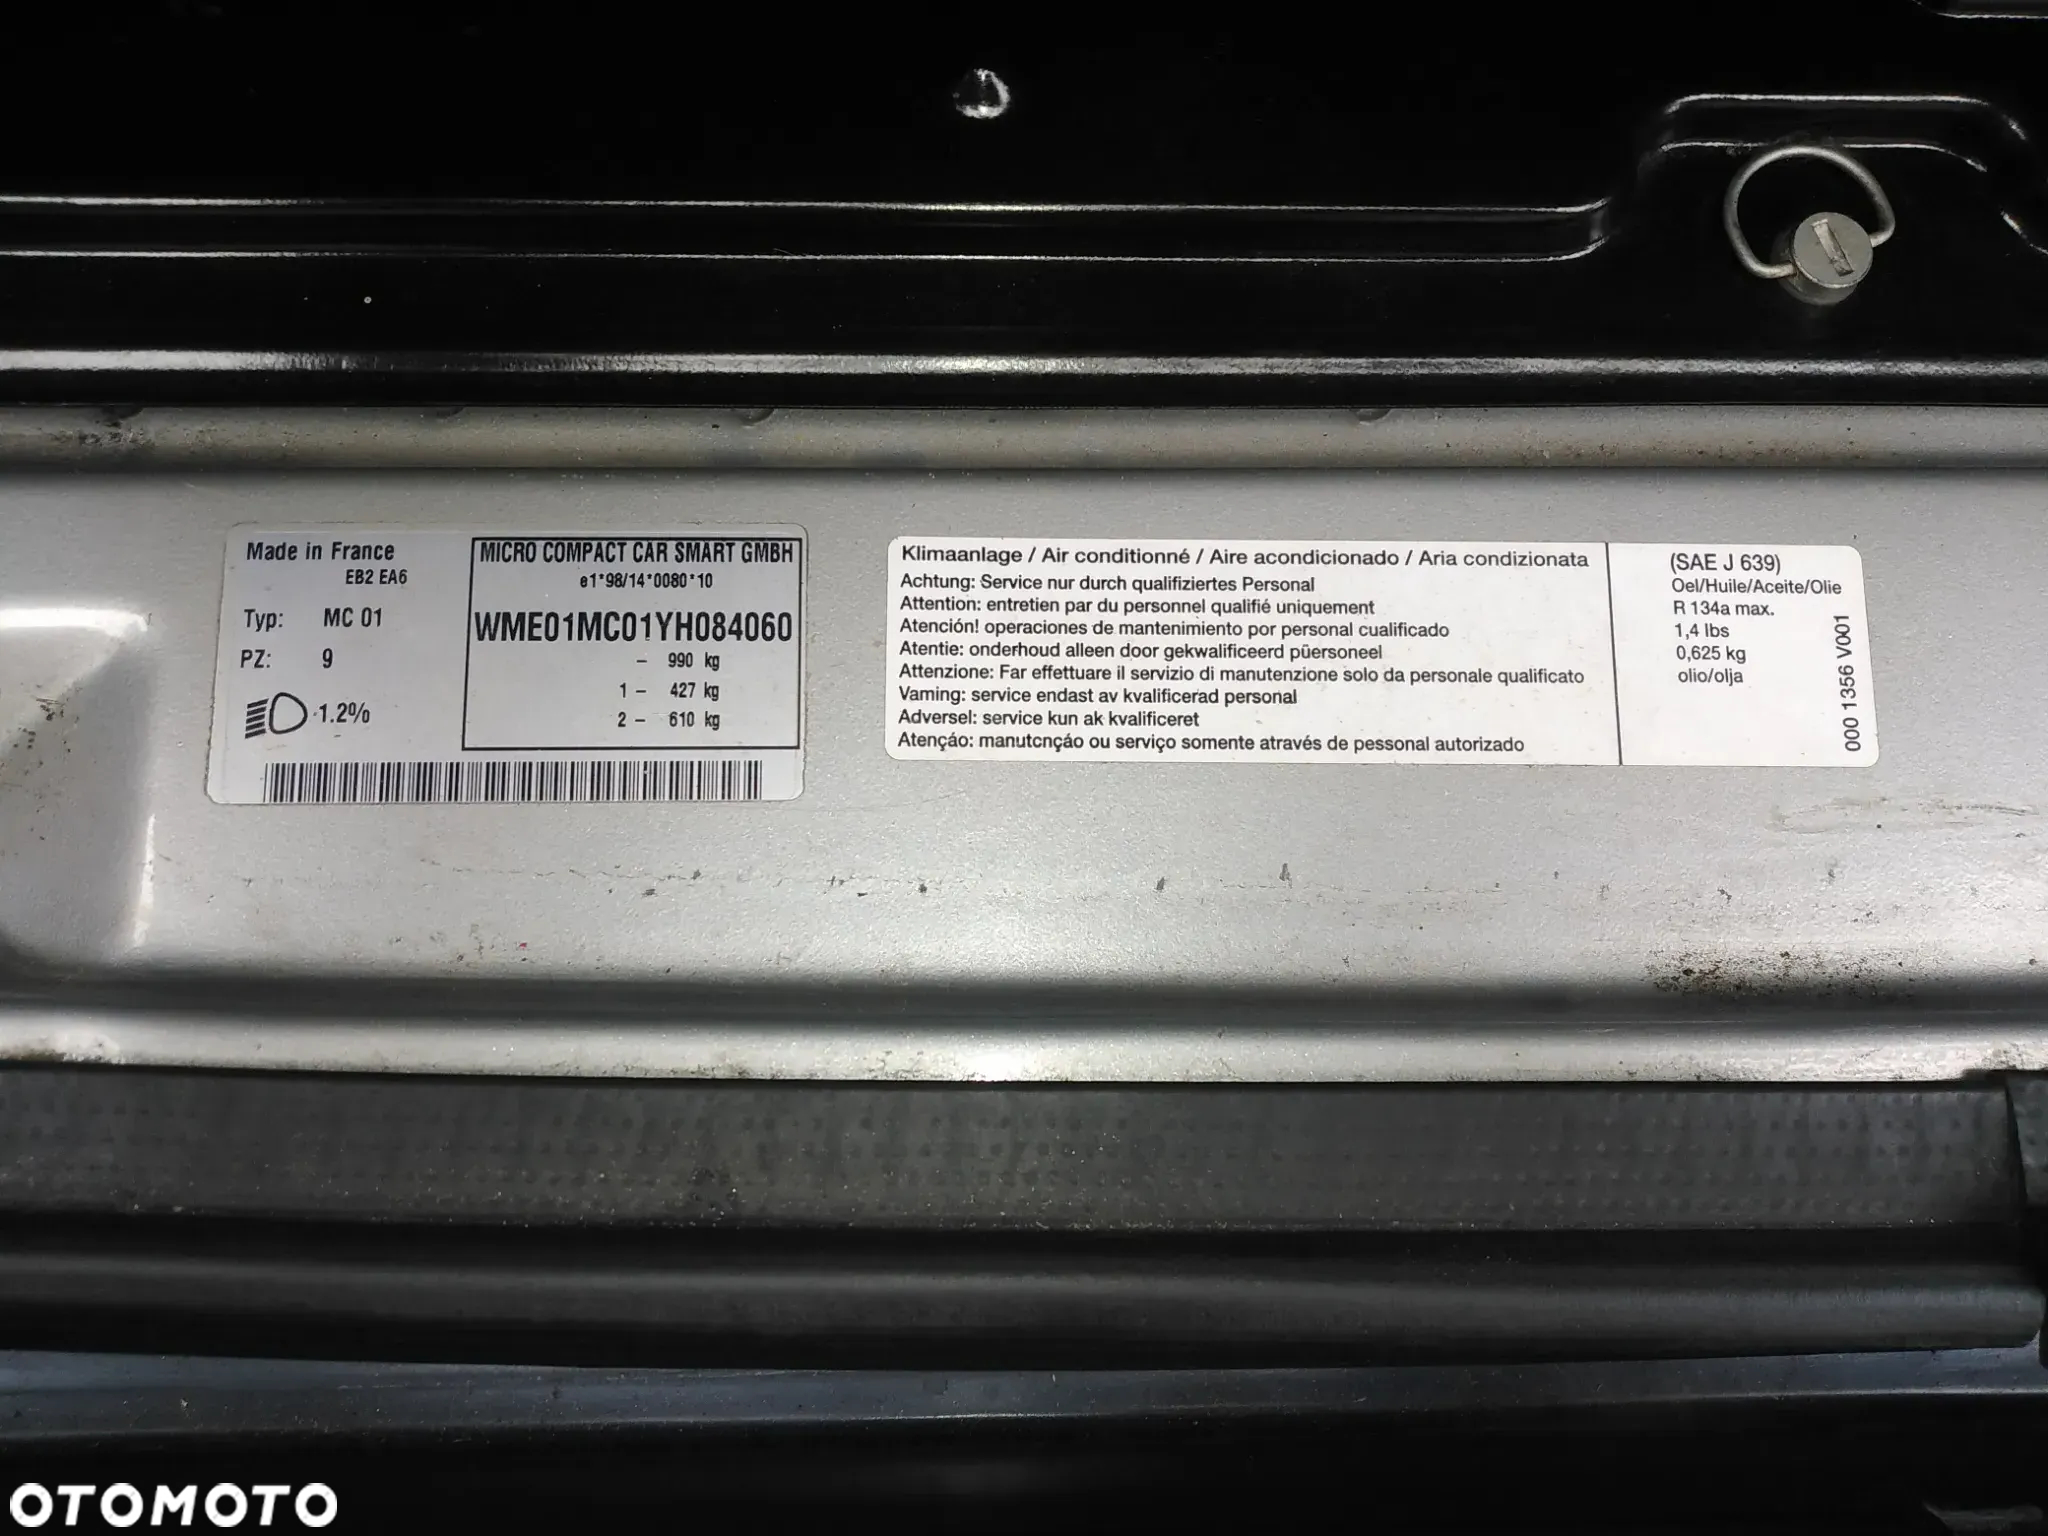 Made in France
EB2 EA6
Typ: MC 01
PZ: 9
-1.2%
MICRO COMPACT CAR SMART GMBH
e1*98/14*0080*10
WME01MC01YH084060
- 990 kg
1 - 427 kg
2 - 610 kg
Klimaanlage / Air conditionné / Aire acondicionado / Aria condizionata
Achtung: Service nur durch qualifiziertes Personal
Attention: entretien par du personnel qualifié uniquement
Atención! operaciones de mantenimiento por personal cualificado
Atentie: onderhoud alleen door gekwalificeerd püersoneel
Attenzione: Far effettuare il servizio di manutenzione solo da personale qualificato
Vaming: service endast av kvalificerad personal
Adversel: service kun ak kvalificeret
Atençáo: manutcnçáo ou serviço somente através de pessonal autorizado
(SAE J 639)
Oel/Huile/Aceite/Olie
R 134a max.
1,4 lbs
0,625 kg
olio/olja
000 1356 V001
OTOMOTO